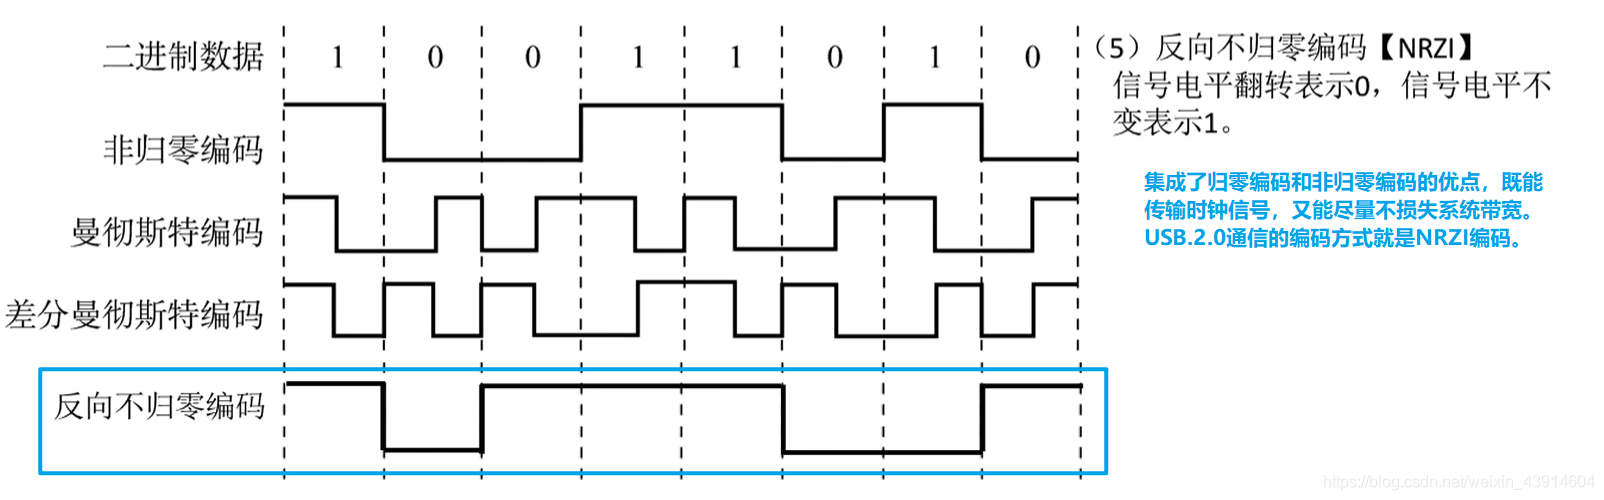 二进制数据 1 0 0 1 1 0 1 0
非归零编码
曼彻斯特编码
差分曼彻斯特编码
反向不归零编码
（5）反向不归零编码【NRZI】
信号电平翻转表示0，信号电平不
变表示1。
集成了归零编码和非归零编码的优点，既能
传输时钟信号，又能尽量不损失系统带宽。
USB.2.0通信的编码方式就是NRZI编码。
https://blog.csdn.net/weixin_43914604